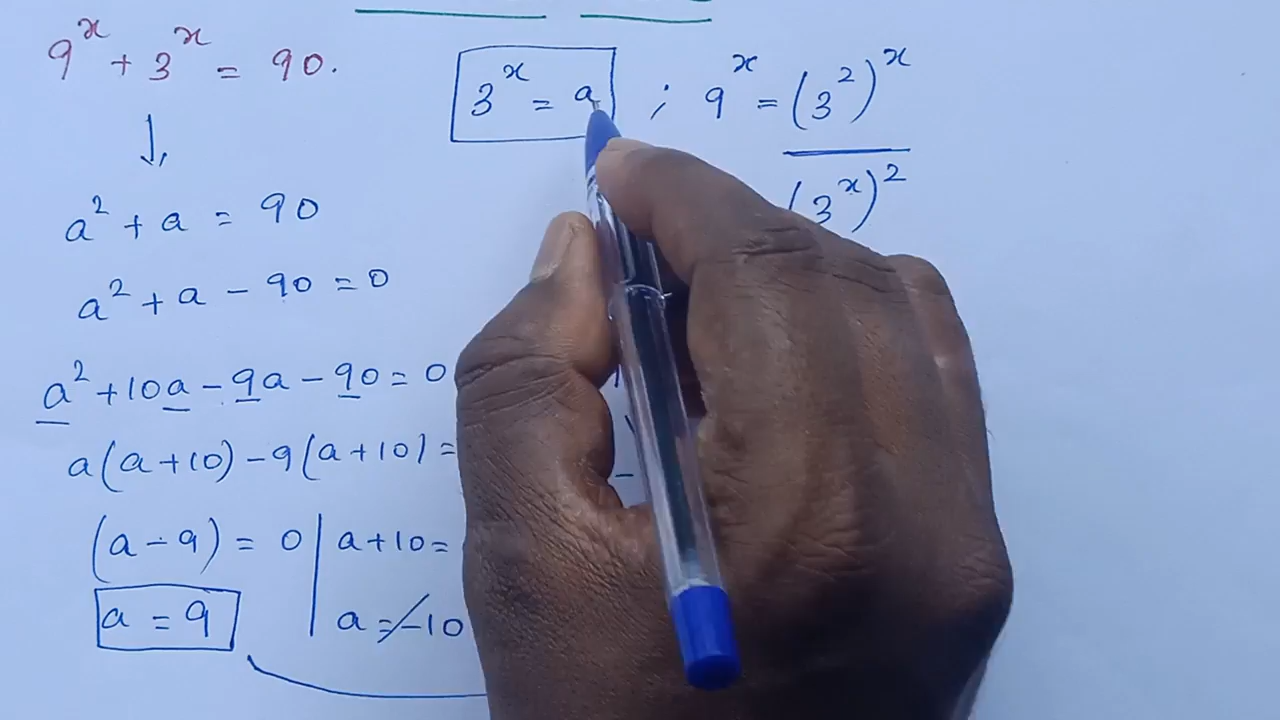 9^x + 3^x = 90.
3^x = a ; 9^x = (3^2)^x
(3^x)^2
a^2 + a = 90
a^2 + a - 90 = 0
a^2 + 10a - 9a - 90 = 0
a(a+10) - 9(a+10) =
(a - 9) = 0 | a + 10 =
a = 9 | a = -10